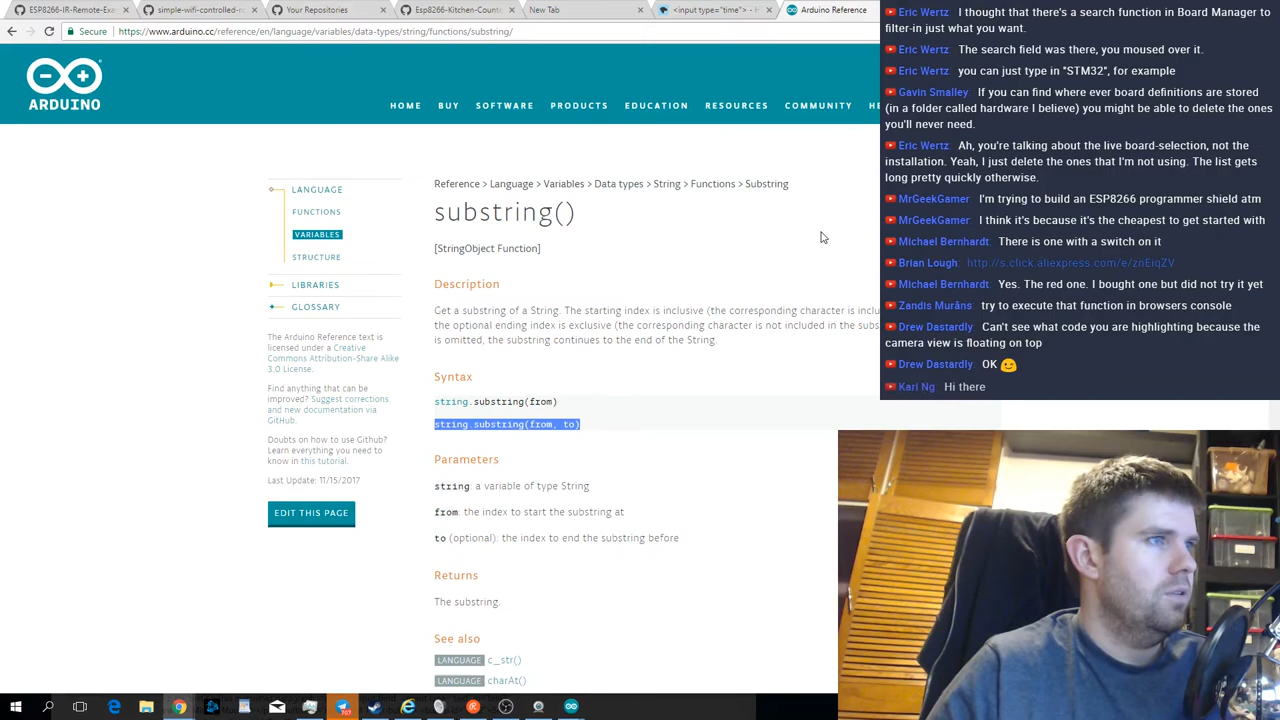 ESP8266-IR-Remote-Exa
simple-wifi-controlled-ro
Your Repositories
Esp8266-Kitchen-Counte
New Tab
<input type="time"> - H
Arduino Reference
Secure
https://www.arduino.cc/reference/en/language/variables/data-types/string/functions/substring/
ARDUINO
HOME BUY SOFTWARE PRODUCTS EDUCATION RESOURCES COMMUNITY HE
LANGUAGE
FUNCTIONS
VARIABLES
STRUCTURE
LIBRARIES
GLOSSARY
The Arduino Reference text is
licensed under a Creative
Commons Attribution-Share Alike
3.0 License.
Find anything that can be
improved? Suggest corrections
and new documentation via
GitHub.
Doubts on how to use Github?
Learn everything you need to
know in this tutorial.
Last Update: 11/15/2017
EDIT THIS PAGE
Reference > Language > Variables > Data types > String > Functions > Substring
substring()
[StringObject Function]
Description
Get a substring of a String. The starting index is inclusive (the corresponding character is inclu
the optional ending index is exclusive (the corresponding character is not included in the subs
is omitted, the substring continues to the end of the String.
Syntax
string.substring(from)
string.substring(from, to)
Parameters
string: a variable of type String
from: the index to start the substring at
to (optional): the index to end the substring before
Returns
The substring.
See also
LANGUAGE c_str()
LANGUAGE charAt()
Eric Wertz I thought that there's a search function in Board Manager to
filter-in just what you want.
Eric Wertz The search field was there, you moused over it.
Eric Wertz you can just type in "STM32", for example
Gavin Smalley If you can find where ever board definitions are stored
(in a folder called hardware I believe) you might be able to delete the ones
you'll never need.
Eric Wertz Ah, you're talking about the live board-selection, not the
installation. Yeah, I just delete the ones that I'm not using. The list gets
long pretty quickly otherwise.
MrGeekGamer I'm trying to build an ESP8266 programmer shield atm
MrGeekGamer I think it's because it's the cheapest to get started with
Michael Bernhardt There is one with a switch on it
Brian Lough http://s.click.aliexpress.com/e/znEiqZV
Michael Bernhardt Yes. The red one. I bought one but did not try it yet
Zandis Murāns try to execute that function in browsers console
Drew Dastardly Can't see what code you are highlighting because the
camera view is floating on top
Drew Dastardly OK 😉
Kari Ng Hi there